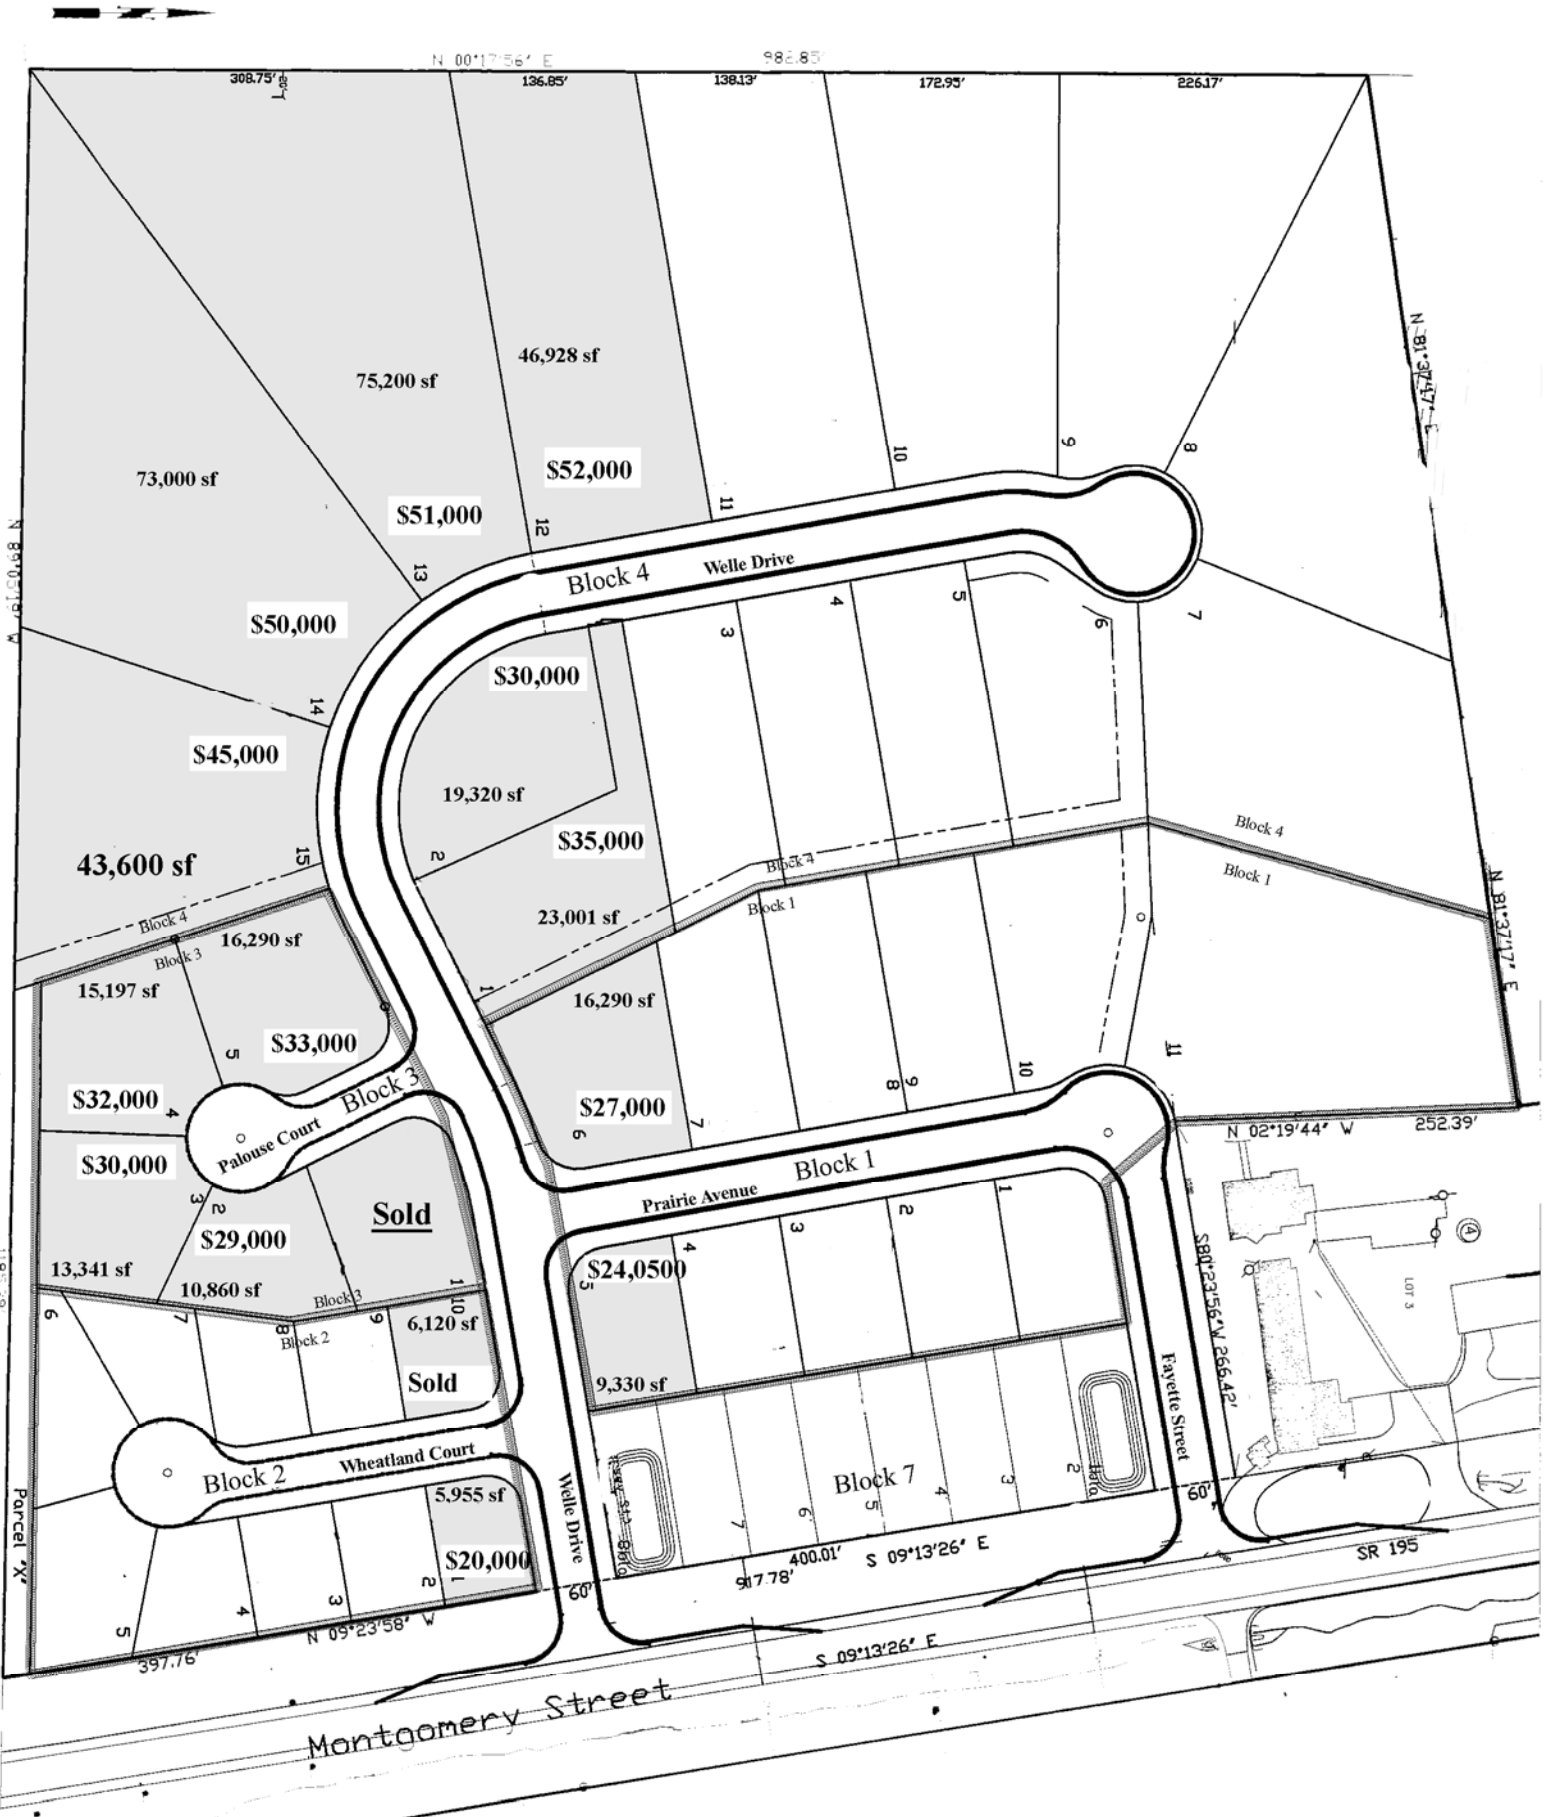 N 00°17'56" E
982.85'
308.75'
136.85'
138.13'
172.95'
226.17'
46,928 sf
75,200 sf
73,000 sf
$52,000
$51,000
$50,000
$45,000
12
11
10
9
8
13
14
15
7
Block 4
Welle Drive
$30,000
3
4
5
6
19,320 sf
2
$35,000
23,001 sf
1
43,600 sf
Block 4
Block 3
Block 4
Block 1
Block 4
Block 1
N 81°37'17" E
16,290 sf
15,197 sf
$33,000
5
$32,000
4
Block 3
Palouse Court
$30,000
3
2
$29,000
Sold
13,341 sf
10,860 sf
1
16,290 sf
$27,000
6
7
8
9
10
11
Block 1
Prairie Avenue
N 02°19'44" W
252.39'
1
2
3
4
5
$24,0500
9,330 sf
S80°23'56"W 266.42'
LOT 3
4
Block 3
Block 2
6
7
8
9
10
6,120 sf
Sold
Wheatland Court
Block 2
5,955 sf
$20,000
1
2
3
4
5
Parcel "X"
Welle Drive
Block 7
7
6
5
4
3
2
Fayette Street
60'
60'
400.01'
S 09°13'26" E
917.78'
SR 195
N 09°23'58" W
397.76'
S 09°13'26" E
Montgomery Street